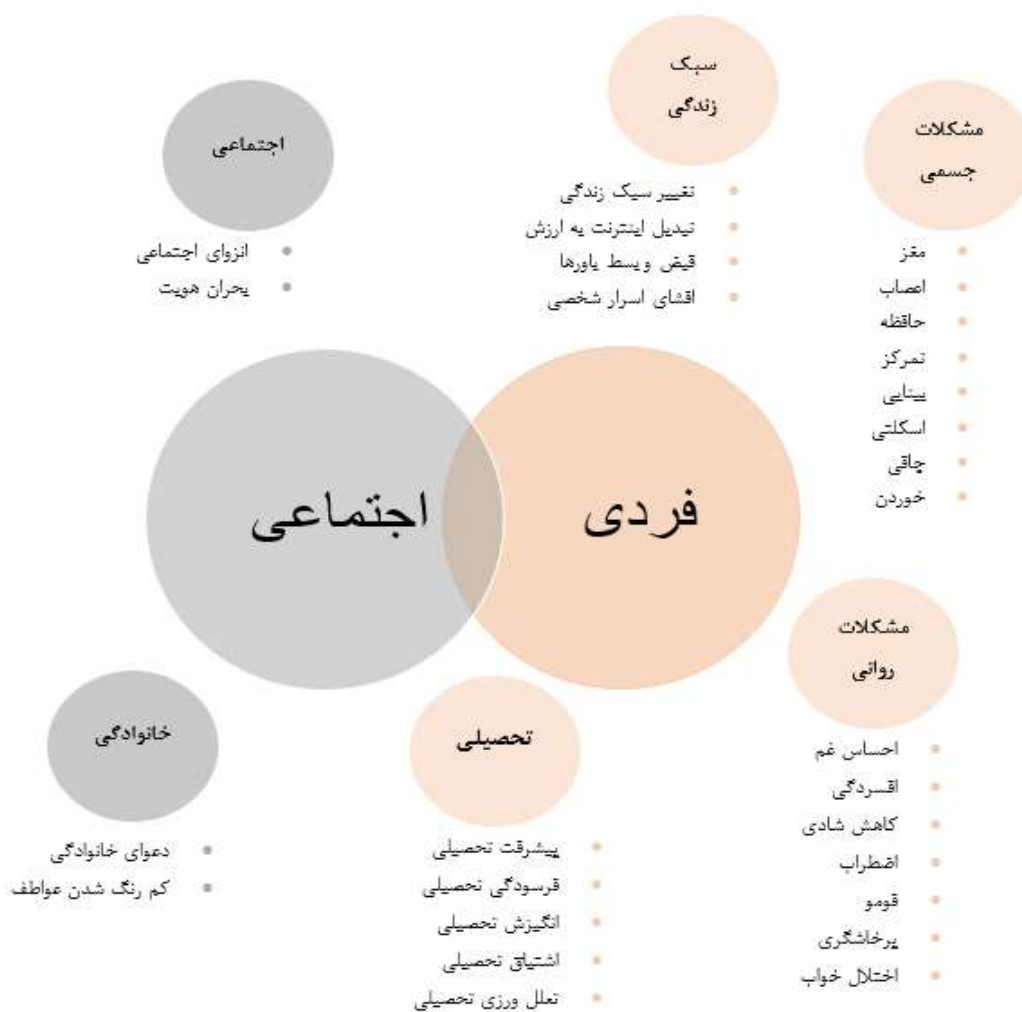 سبک
زندگی
تغییر سبک زندگی
تبدیل اینترنت به ارزش
قبض و بسط باورها
افشای اسرار شخصی
مشکلات
جسمی
مغز
اعصاب
حافظه
تمرکز
بینایی
اسکلتی
چاقی
خوردن
اجتماعی
انزوای اجتماعی
بحران هویت
فردی
اجتماعی
مشکلات
روانی
احساس غم
افسردگی
کاهش شادی
اضطراب
فومو
پرخاشگری
اختلال خواب
تحصیلی
پیشرفت تحصیلی
فرسودگی تحصیلی
انگیزش تحصیلی
اشتیاق تحصیلی
تعلل ورزی تحصیلی
خانوادگی
دعوای خانوادگی
کم رنگ شدن عواطف